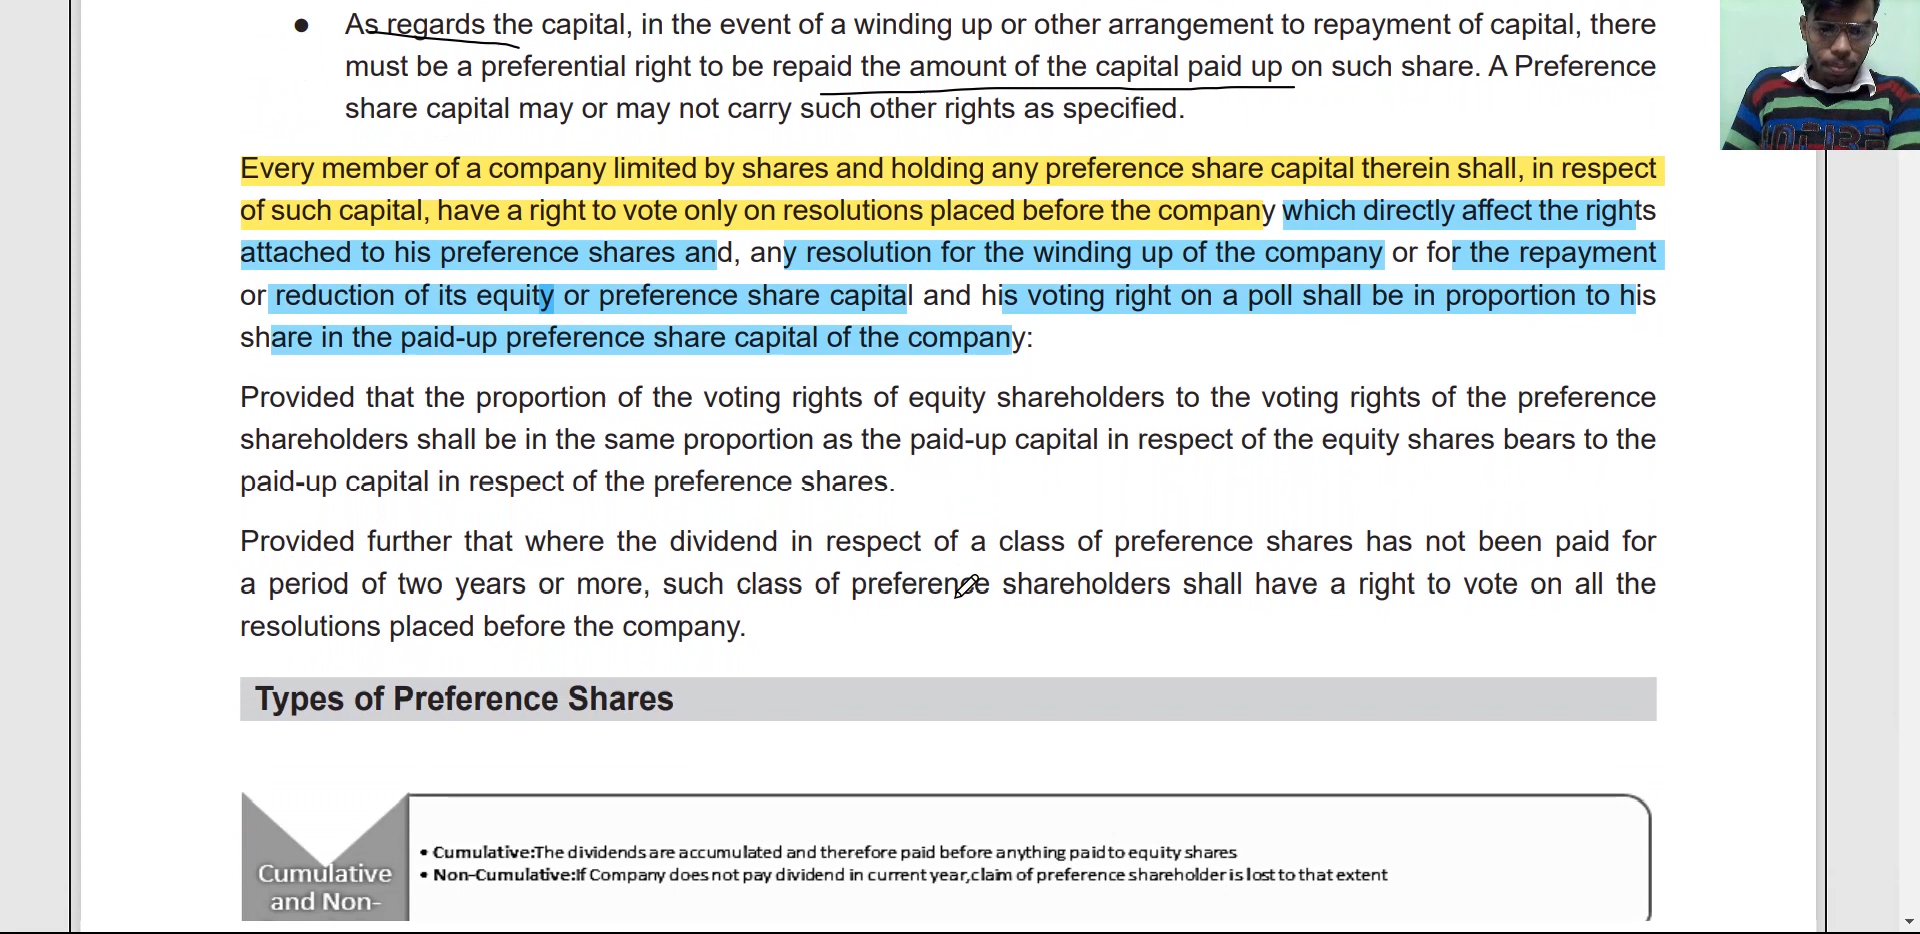 ● As regards the capital, in the event of a winding up or other arrangement to repayment of capital, there
must be a preferential right to be repaid the amount of the capital paid up on such share. A Preference
share capital may or may not carry such other rights as specified.
Every member of a company limited by shares and holding any preference share capital therein shall, in respect
of such capital, have a right to vote only on resolutions placed before the company which directly affect the rights
attached to his preference shares and, any resolution for the winding up of the company or for the repayment
or reduction of its equity or preference share capital and his voting right on a poll shall be in proportion to his
share in the paid-up preference share capital of the company:
Provided that the proportion of the voting rights of equity shareholders to the voting rights of the preference
shareholders shall be in the same proportion as the paid-up capital in respect of the equity shares bears to the
paid-up capital in respect of the preference shares.
Provided further that where the dividend in respect of a class of preference shares has not been paid for
a period of two years or more, such class of preference shareholders shall have a right to vote on all the
resolutions placed before the company.
Types of Preference Shares
Cumulative
and Non-
• Cumulative:The dividends are accumulated and therefore paid before anything paid to equity shares
• Non-Cumulative:If Company does not pay dividend in current year,claim of preference shareholder is lost to that extent